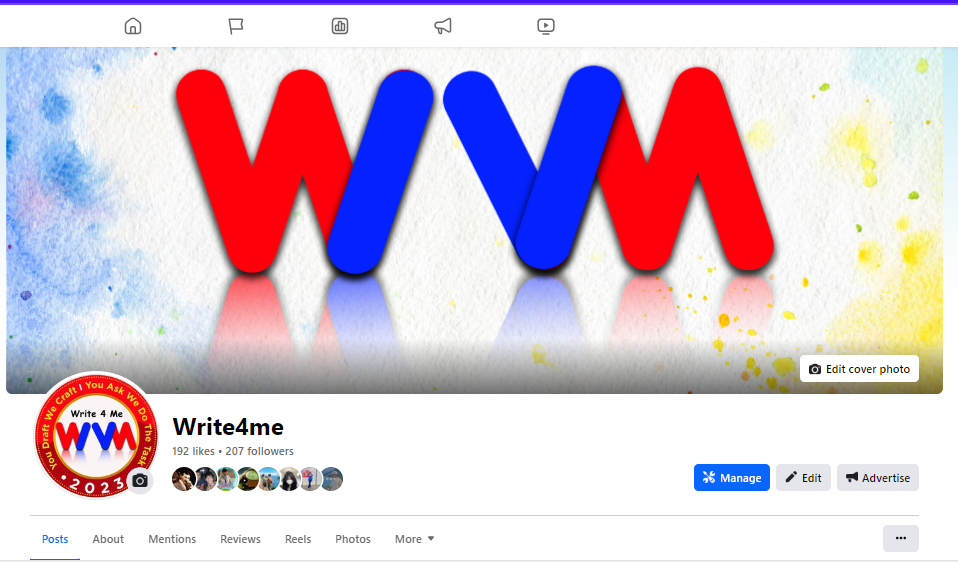 WVM
Edit cover photo
You Draft We Craft I You Ask We Do The Task
Write 4 Me
WVM
• 2023
Write4me
192 likes • 207 followers
Manage
Edit
Advertise
Posts
About
Mentions
Reviews
Reels
Photos
More